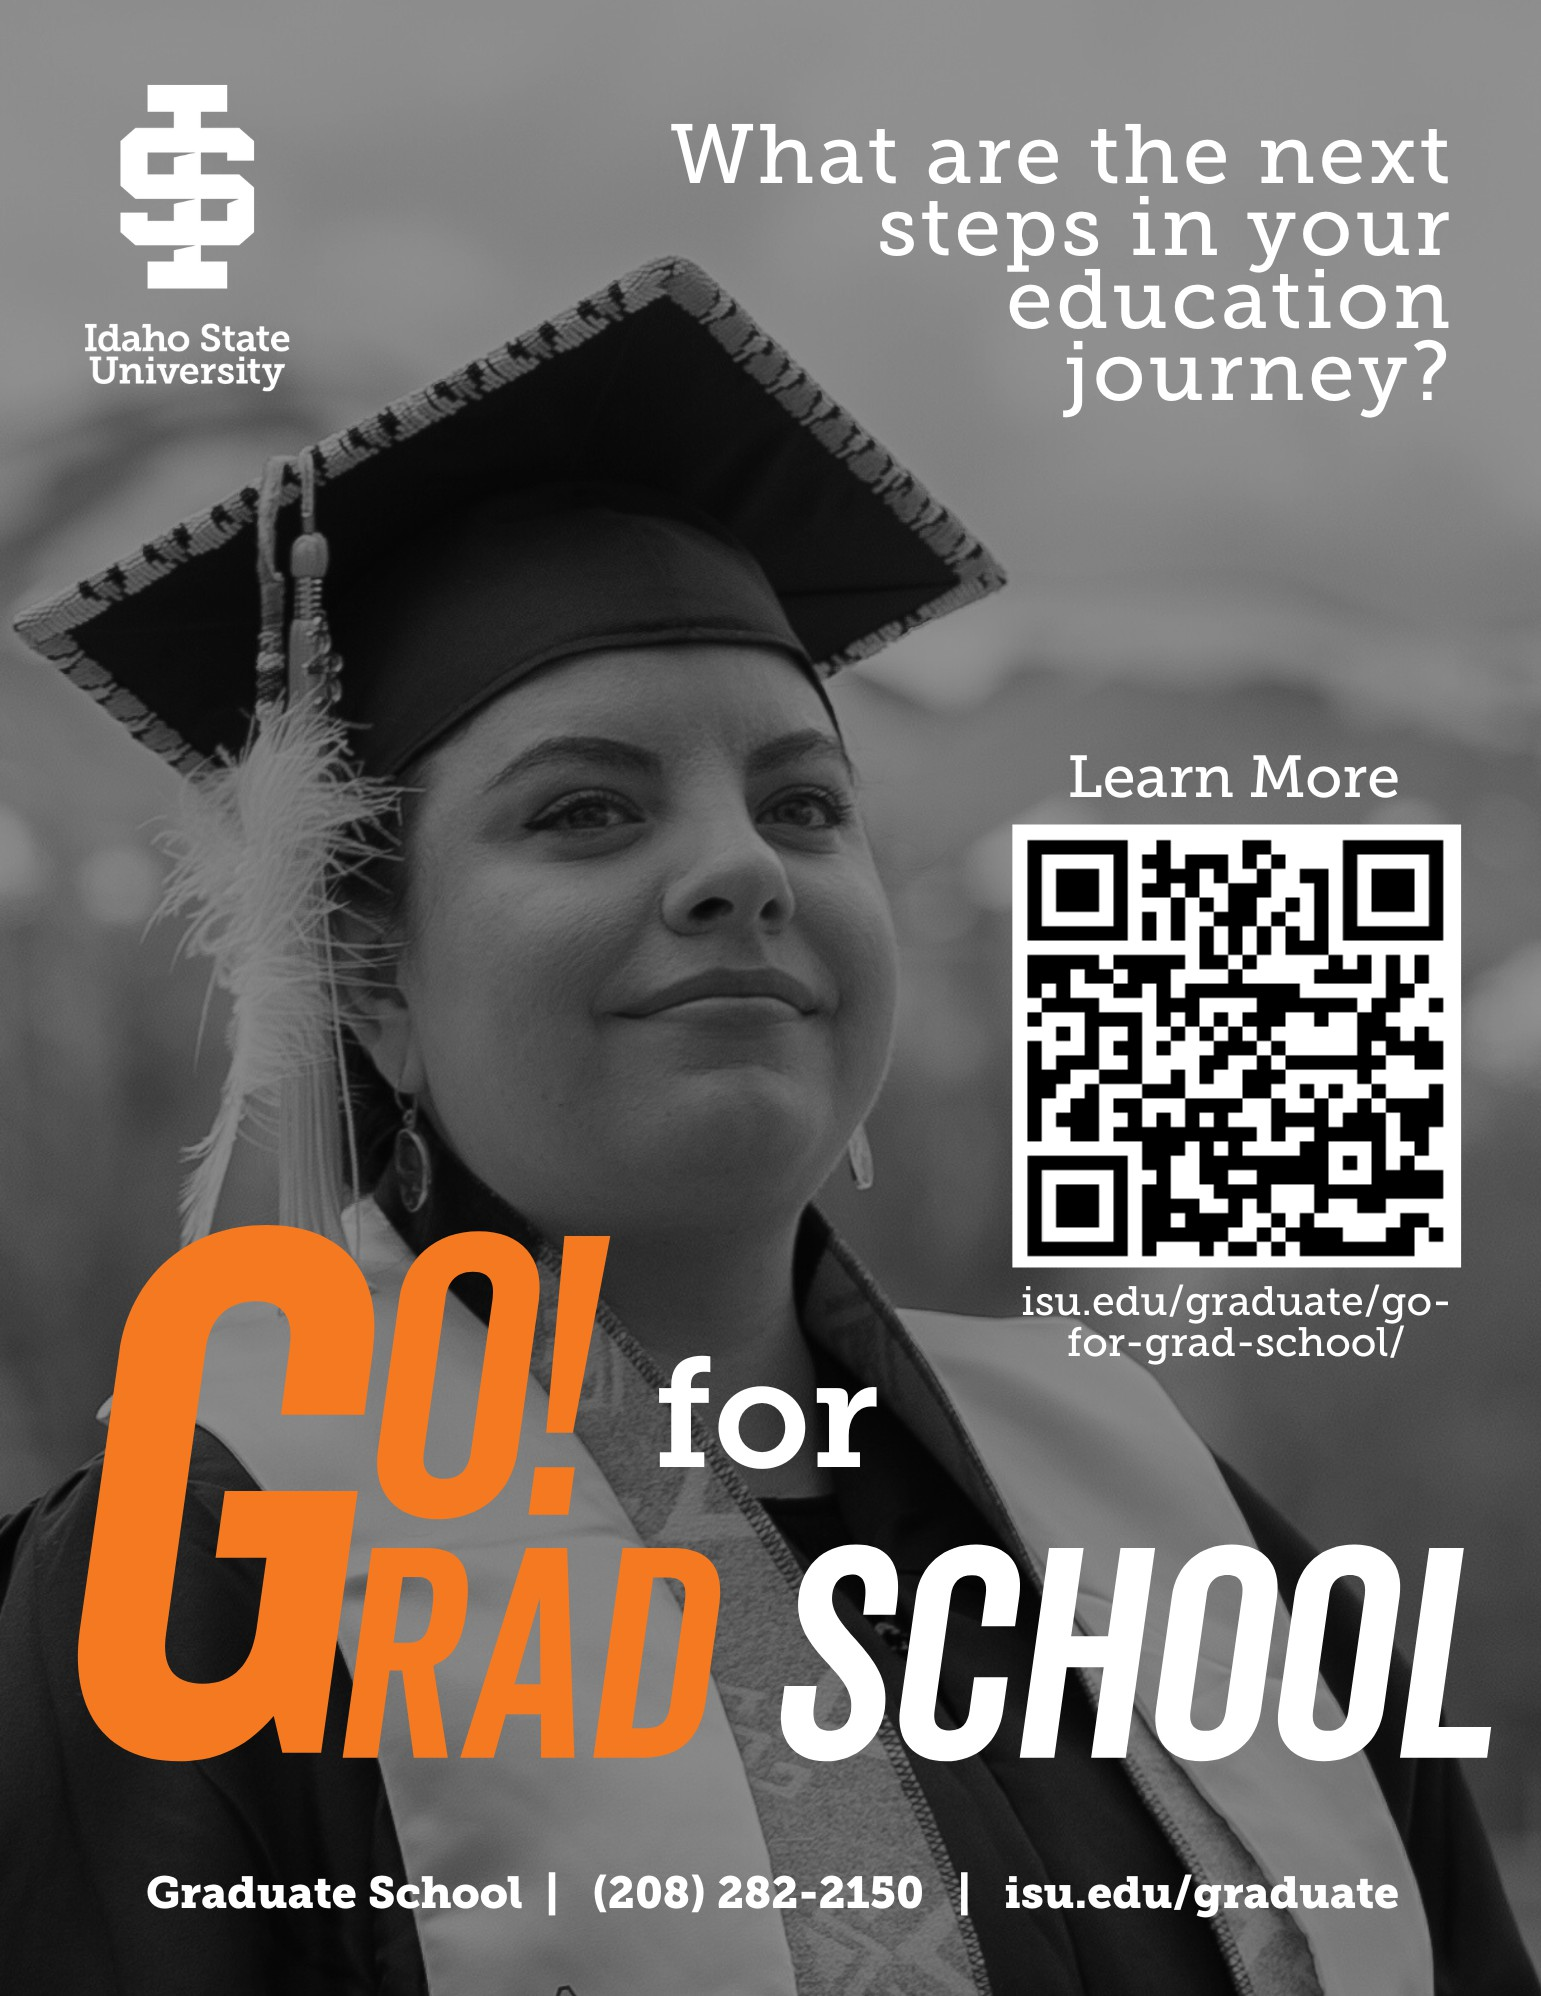 Idaho State
University
What are the next
steps in your
education
journey?
Learn More
isu.edu/graduate/go-
for-grad-school/
GO! for
GRAD SCHOOL
Graduate School | (208) 282-2150 | isu.edu/graduate